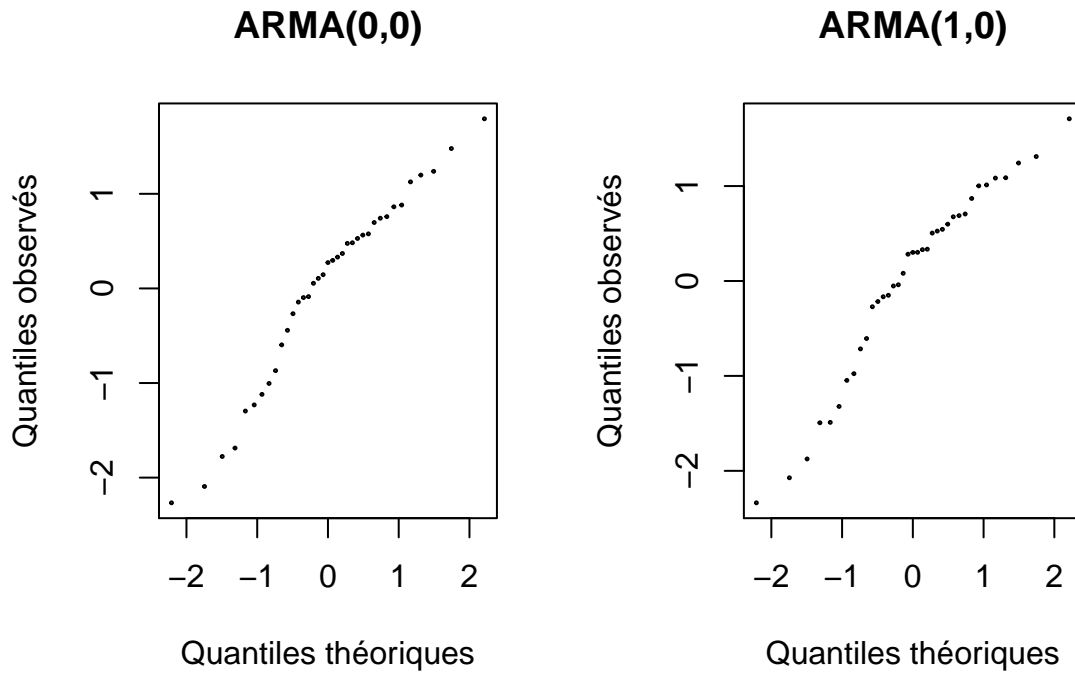 ARMA(0,0)
Quantiles observés
1
0
−1
−2
−2 −1 0 1 2
Quantiles théoriques
ARMA(1,0)
Quantiles observés
1
0
−1
−2
−2 −1 0 1 2
Quantiles théoriques